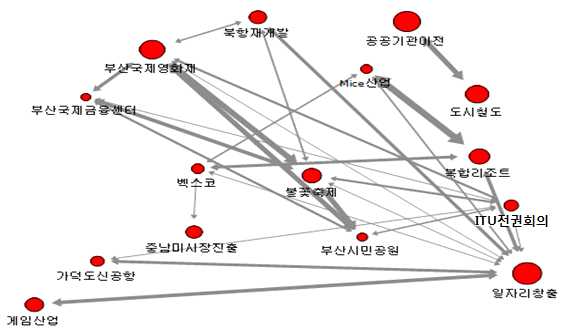 북항재개발
공공기관이전
부산국제영화제
Mice산업
부산국제금융센터
도시철도
벡스코
불꽃축제
복합리조트
ITU전권회의
중남미시장진출
부산시민공원
가덕도신공항
일자리창출
게임산업